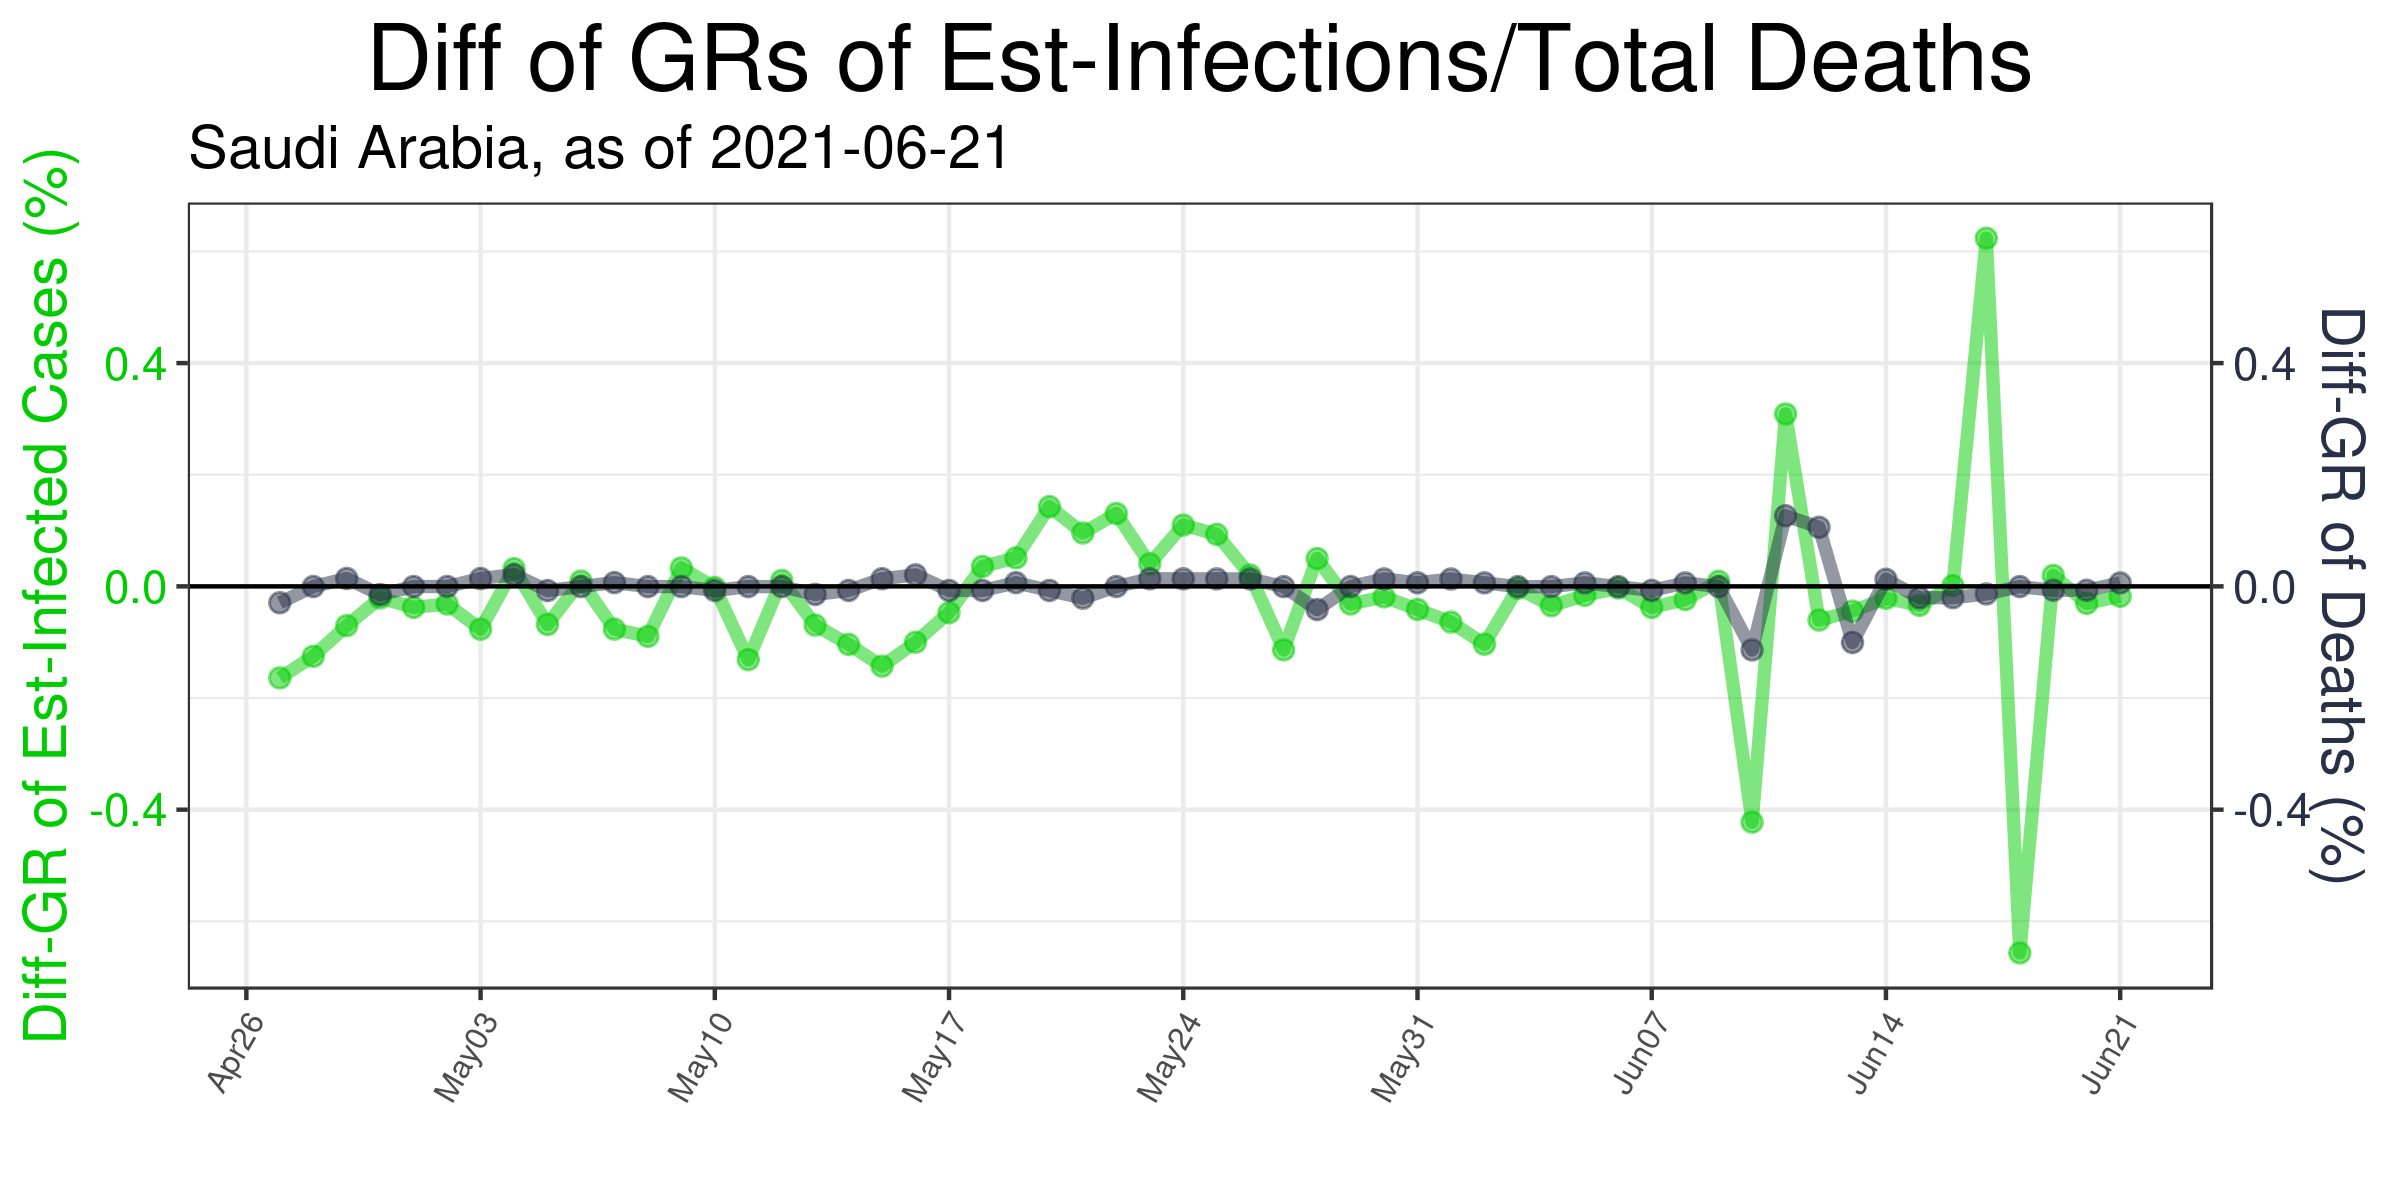 Diff of GRs of Est-Infections/Total Deaths
Saudi Arabia, as of 2021-06-21
Diff-GR of Est-Infected Cases (%)
0.4
0.0
-0.4
0.4
0.0
-0.4
Diff-GR of Deaths (%)
Apr26
May03
May10
May17
May24
May31
Jun07
Jun14
Jun21